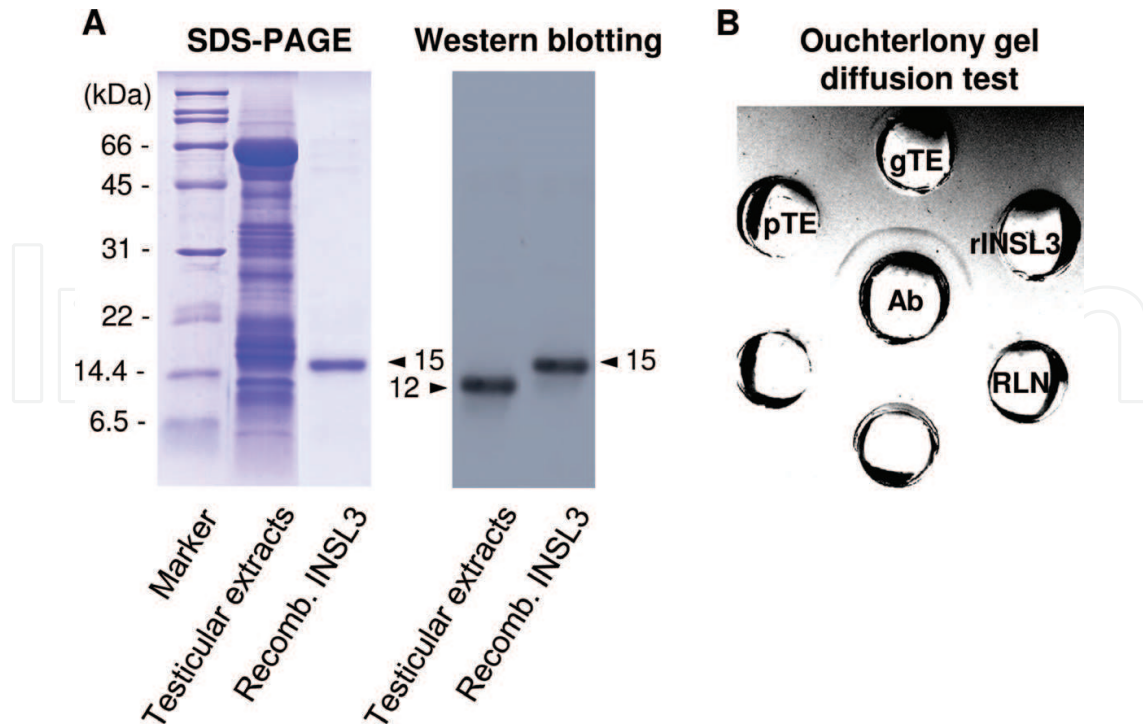 A
SDS-PAGE
Western blotting
(kDa)
66 -
45 -
31 -
22 -
14.4 -
6.5 -
◄ 15
12 ►
◄ 15
Marker
Testicular extracts
Recomb. INSL3
Testicular extracts
Recomb. INSL3
B
Ouchterlony gel
diffusion test
gTE
pTE
rINSL3
Ab
RLN